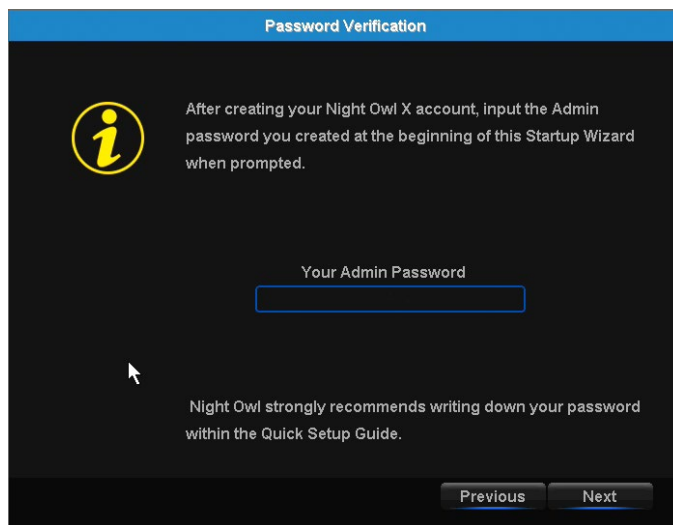 Password Verification
After creating your Night Owl X account, input the Admin
password you created at the beginning of this Startup Wizard
when prompted.
Your Admin Password
Night Owl strongly recommends writing down your password
within the Quick Setup Guide.
Previous Next